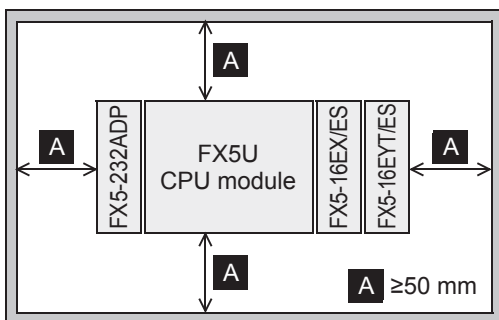 A
A
FX5-232ADP
FX5U
CPU module
FX5-16EX/ES
FX5-16EYT/ES
A
A
A ≥50 mm